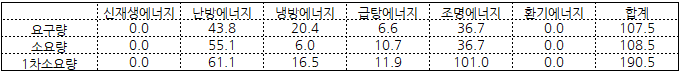 신재생에너지 난방에너지 냉방에너지 급탕에너지 조명에너지 환기에너지 합계
요구량 0.0 43.8 20.4 6.6 36.7 0.0 107.5
소요량 0.0 55.1 6.0 10.7 36.7 0.0 108.5
1차소요량 0.0 61.1 16.5 11.9 101.0 0.0 190.5